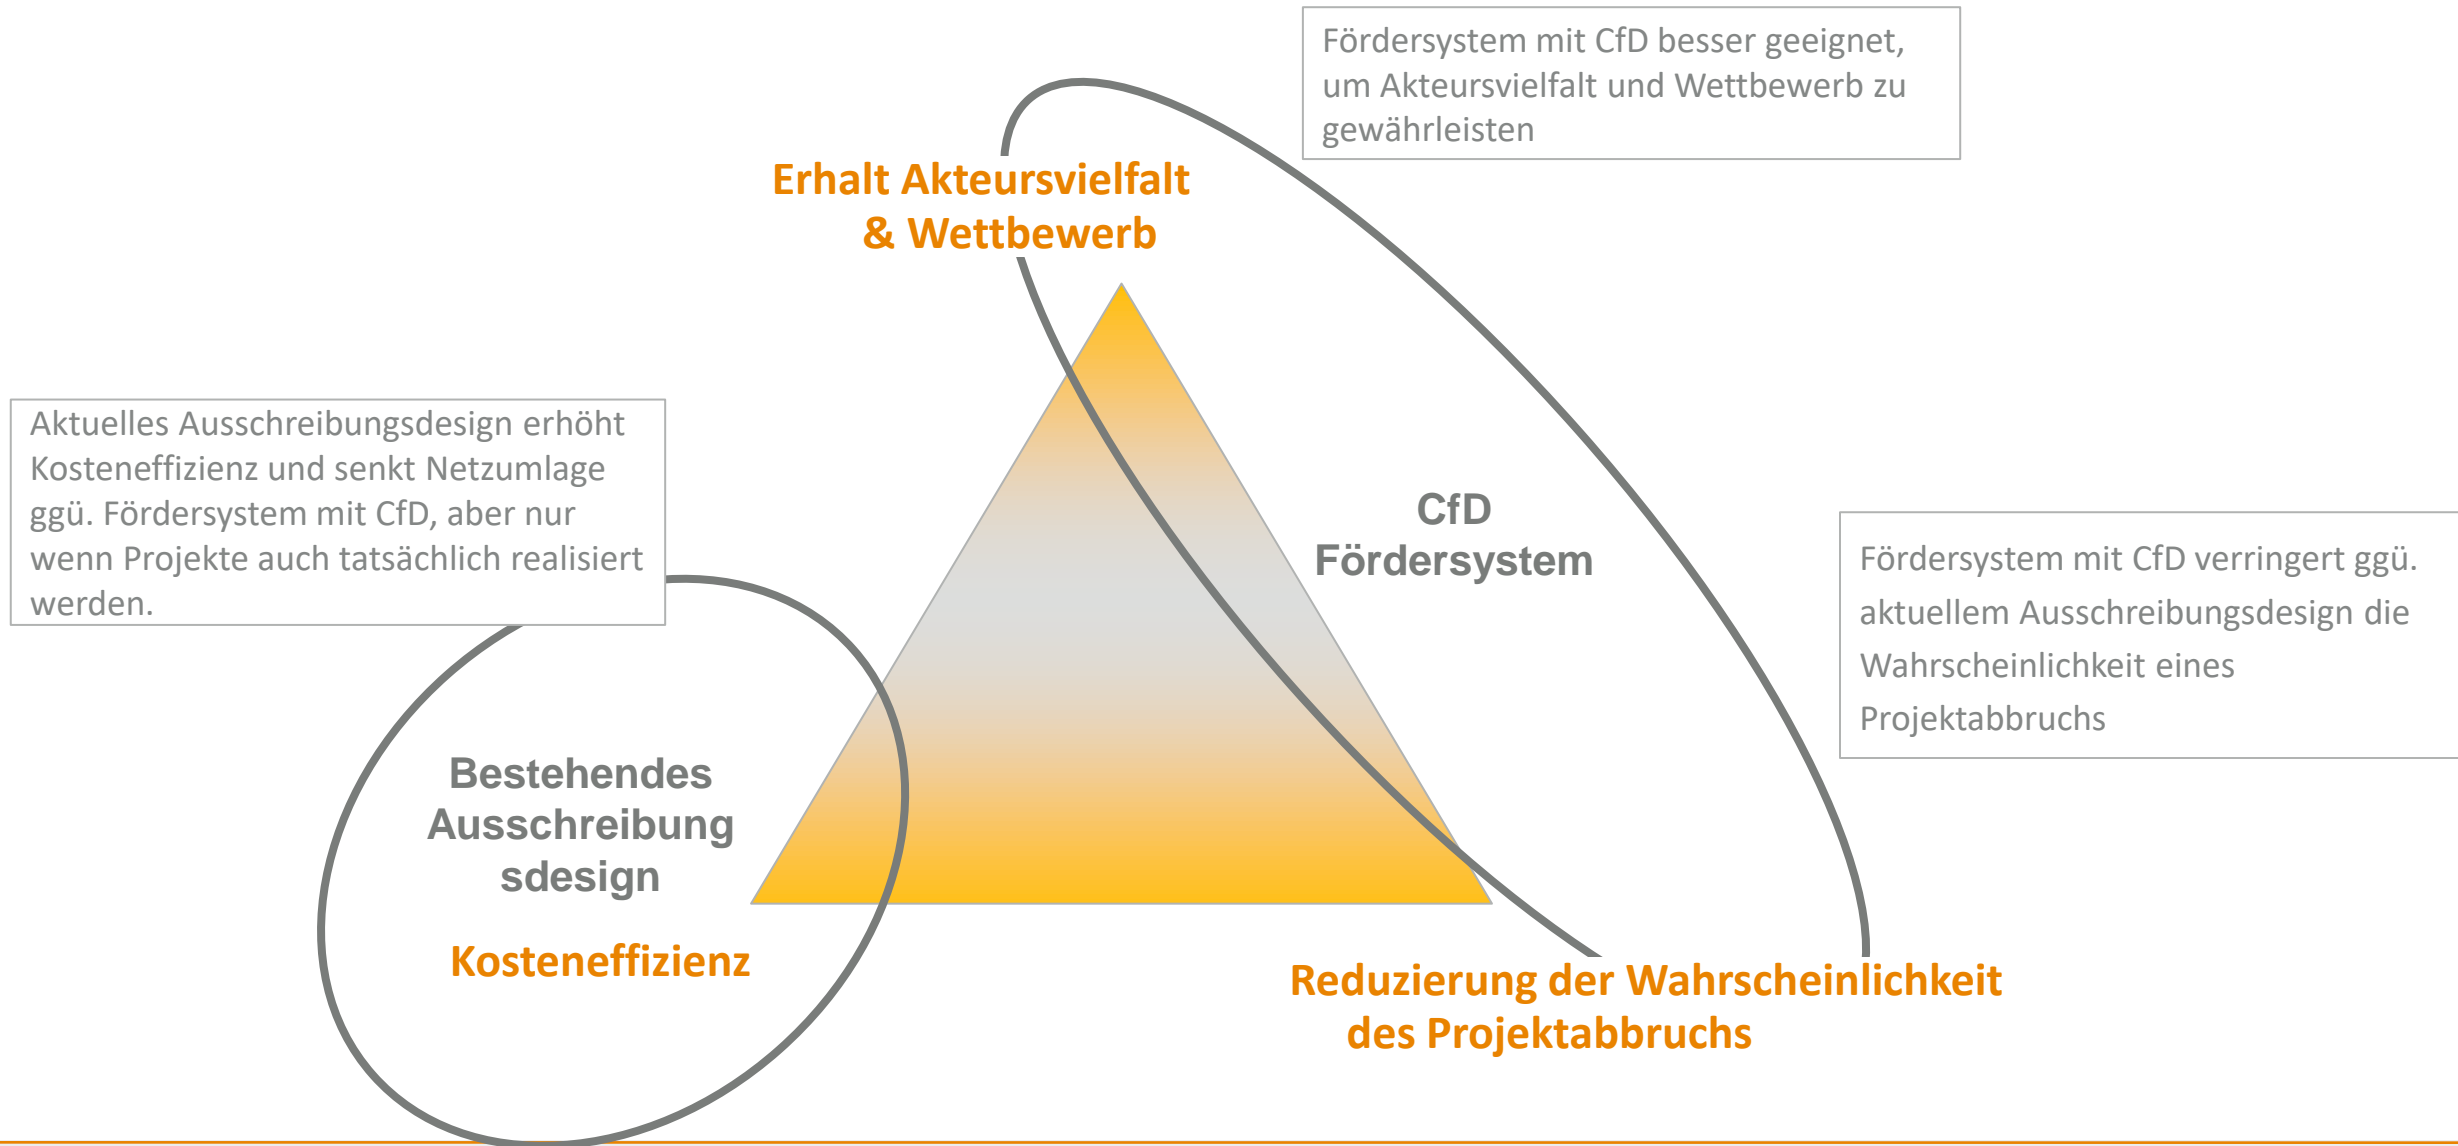 Fördersystem mit CfD besser geeignet,
um Akteursvielfalt und Wettbewerb zu
gewährleisten
Erhalt Akteursvielfalt
& Wettbewerb
Aktuelles Ausschreibungsdesign erhöht
Kosteneffizienz und senkt Netzumlage
ggü. Fördersystem mit CfD, aber nur
wenn Projekte auch tatsächlich realisiert
werden.
CfD
Fördersystem
Fördersystem mit CfD verringert ggü.
aktuellem Ausschreibungsdesign die
Wahrscheinlichkeit eines
Projektabbruchs
Bestehendes
Ausschreibung
sdesign
Kosteneffizienz
Reduzierung der Wahrscheinlichkeit
des Projektabbruchs